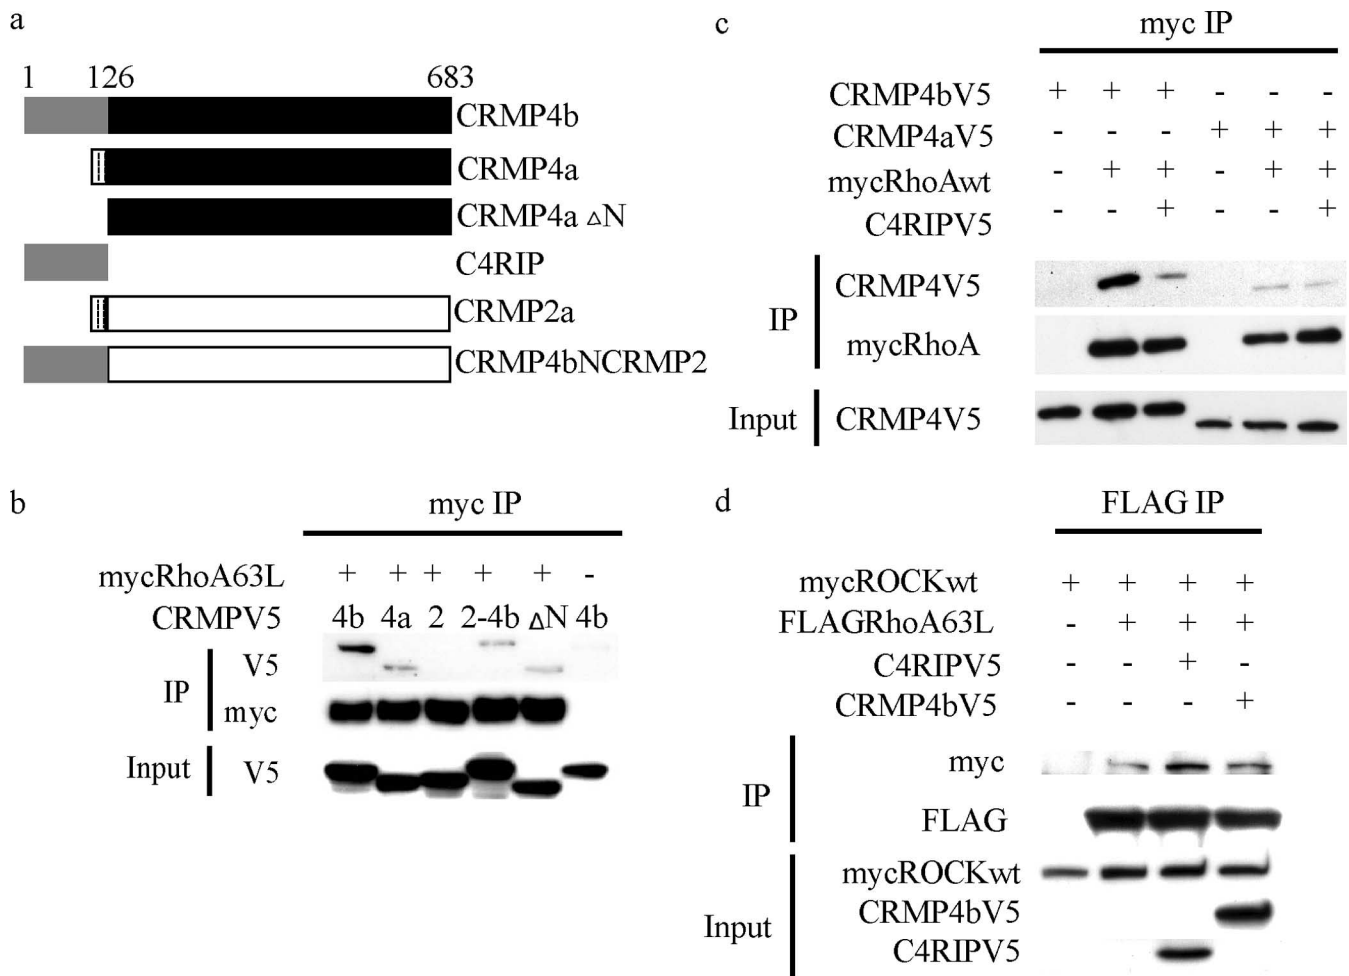 a
1 126 683
CRMP4b
CRMP4a
CRMP4a △N
C4RIP
CRMP2a
CRMP4bNCRMP2
b
myc IP
mycRhoA63L + + + + + -
CRMPV5 4b 4a 2 2-4b △N 4b
IP
V5
myc
Input
V5
c
myc IP
CRMP4bV5 + + + - - -
CRMP4aV5 - - - + + +
mycRhoAwt - + + - + +
C4RIPV5 - - + - - +
IP
CRMP4V5
mycRhoA
Input
CRMP4V5
d
FLAG IP
mycROCKwt + + + +
FLAGRhoA63L - + + +
C4RIPV5 - - + -
CRMP4bV5 - - - +
IP
myc
FLAG
Input
mycROCKwt
CRMP4bV5
C4RIPV5